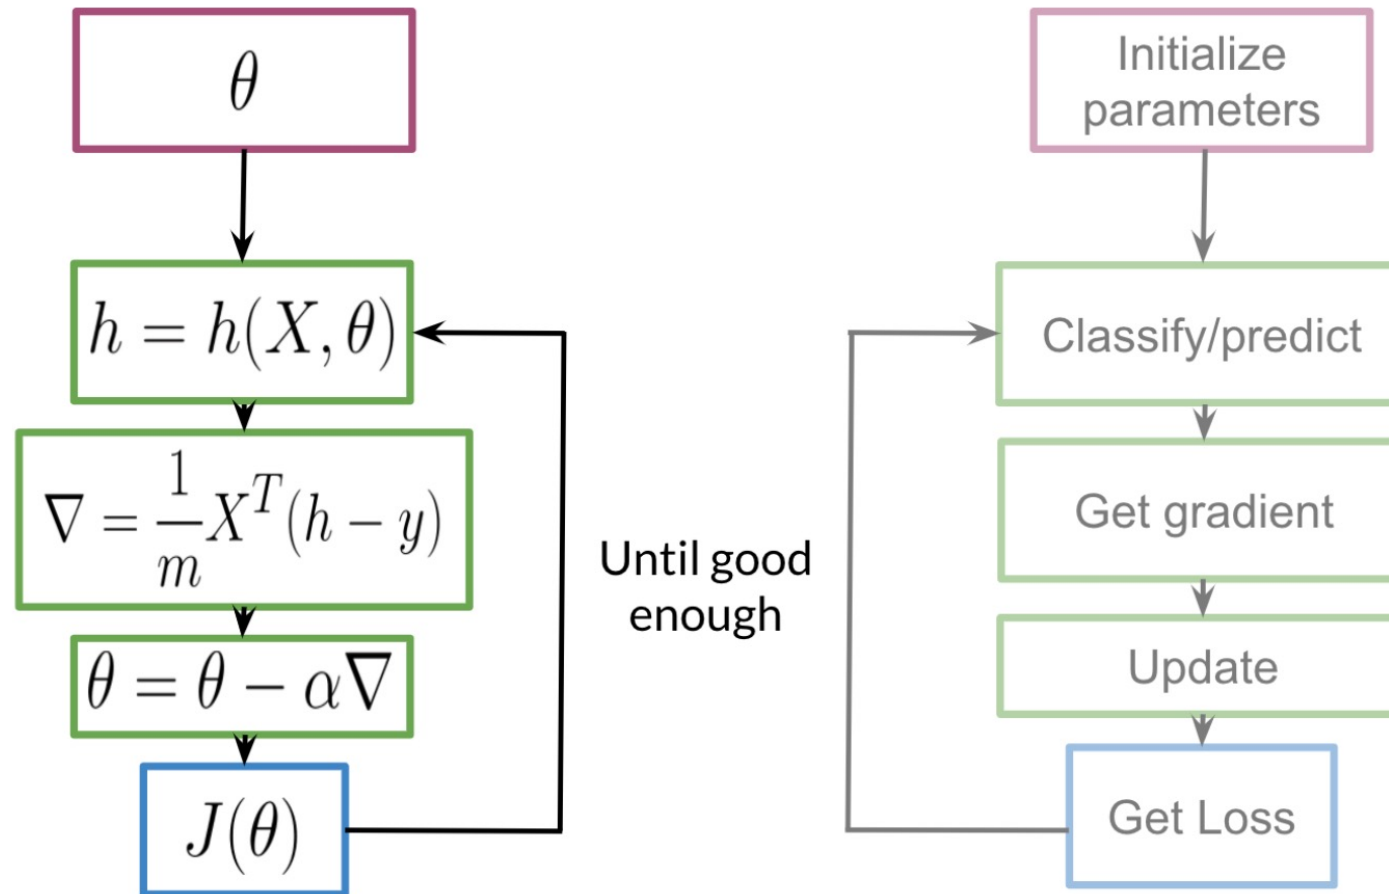 θ
h = h(X, θ)
∇ = 1/m X^T (h − y)
θ = θ − α∇
J(θ)
Until good
enough
Initialize
parameters
Classify/predict
Get gradient
Update
Get Loss